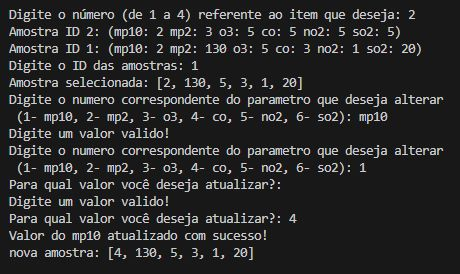 Digite o número (de 1 a 4) referente ao item que deseja: 2
Amostra ID 2: (mp10: 2 mp2: 3 o3: 5 co: 5 no2: 5 so2: 5)
Amostra ID 1: (mp10: 2 mp2: 130 o3: 5 co: 3 no2: 1 so2: 20)
Digite o ID das amostras: 1
Amostra selecionada: [2, 130, 5, 3, 1, 20]
Digite o numero correspondente do parametro que deseja alterar
(1- mp10, 2- mp2, 3- o3, 4- co, 5- no2, 6- so2): mp10
Digite um valor valido!
Digite o numero correspondente do parametro que deseja alterar
(1- mp10, 2- mp2, 3- o3, 4- co, 5- no2, 6- so2): 1
Para qual valor você deseja atualizar?:
Digite um valor valido!
Para qual valor você deseja atualizar?: 4
Valor do mp10 atualizado com sucesso!
nova amostra: [4, 130, 5, 3, 1, 20]